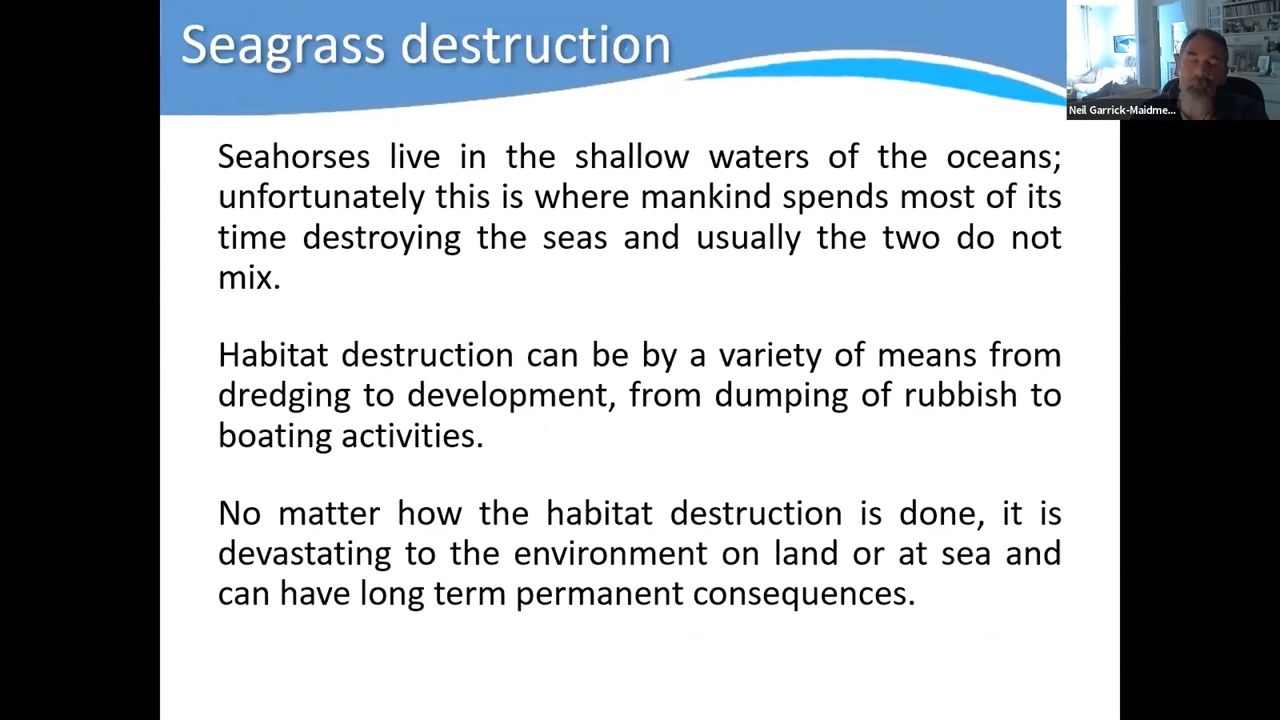 Seagrass destruction
Neil Garrick-Maidme...
Seahorses live in the shallow waters of the oceans;
unfortunately this is where mankind spends most of its
time destroying the seas and usually the two do not
mix.
Habitat destruction can be by a variety of means from
dredging to development, from dumping of rubbish to
boating activities.
No matter how the habitat destruction is done, it is
devastating to the environment on land or at sea and
can have long term permanent consequences.